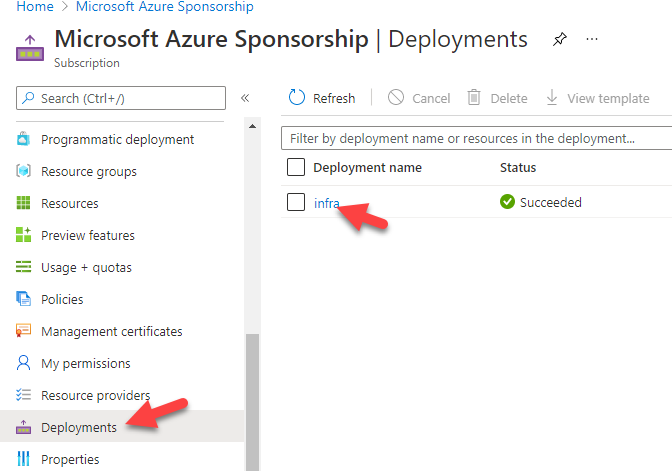 Home > Microsoft Azure Sponsorship
Microsoft Azure Sponsorship | Deployments
Subscription
Search (Ctrl+/)
Programmatic deployment
Resource groups
Resources
Preview features
Usage + quotas
Policies
Management certificates
My permissions
Resource providers
Deployments
Properties
Refresh
Cancel
Delete
View template
Filter by deployment name or resources in the deployment...
Deployment name Status
infra Succeeded